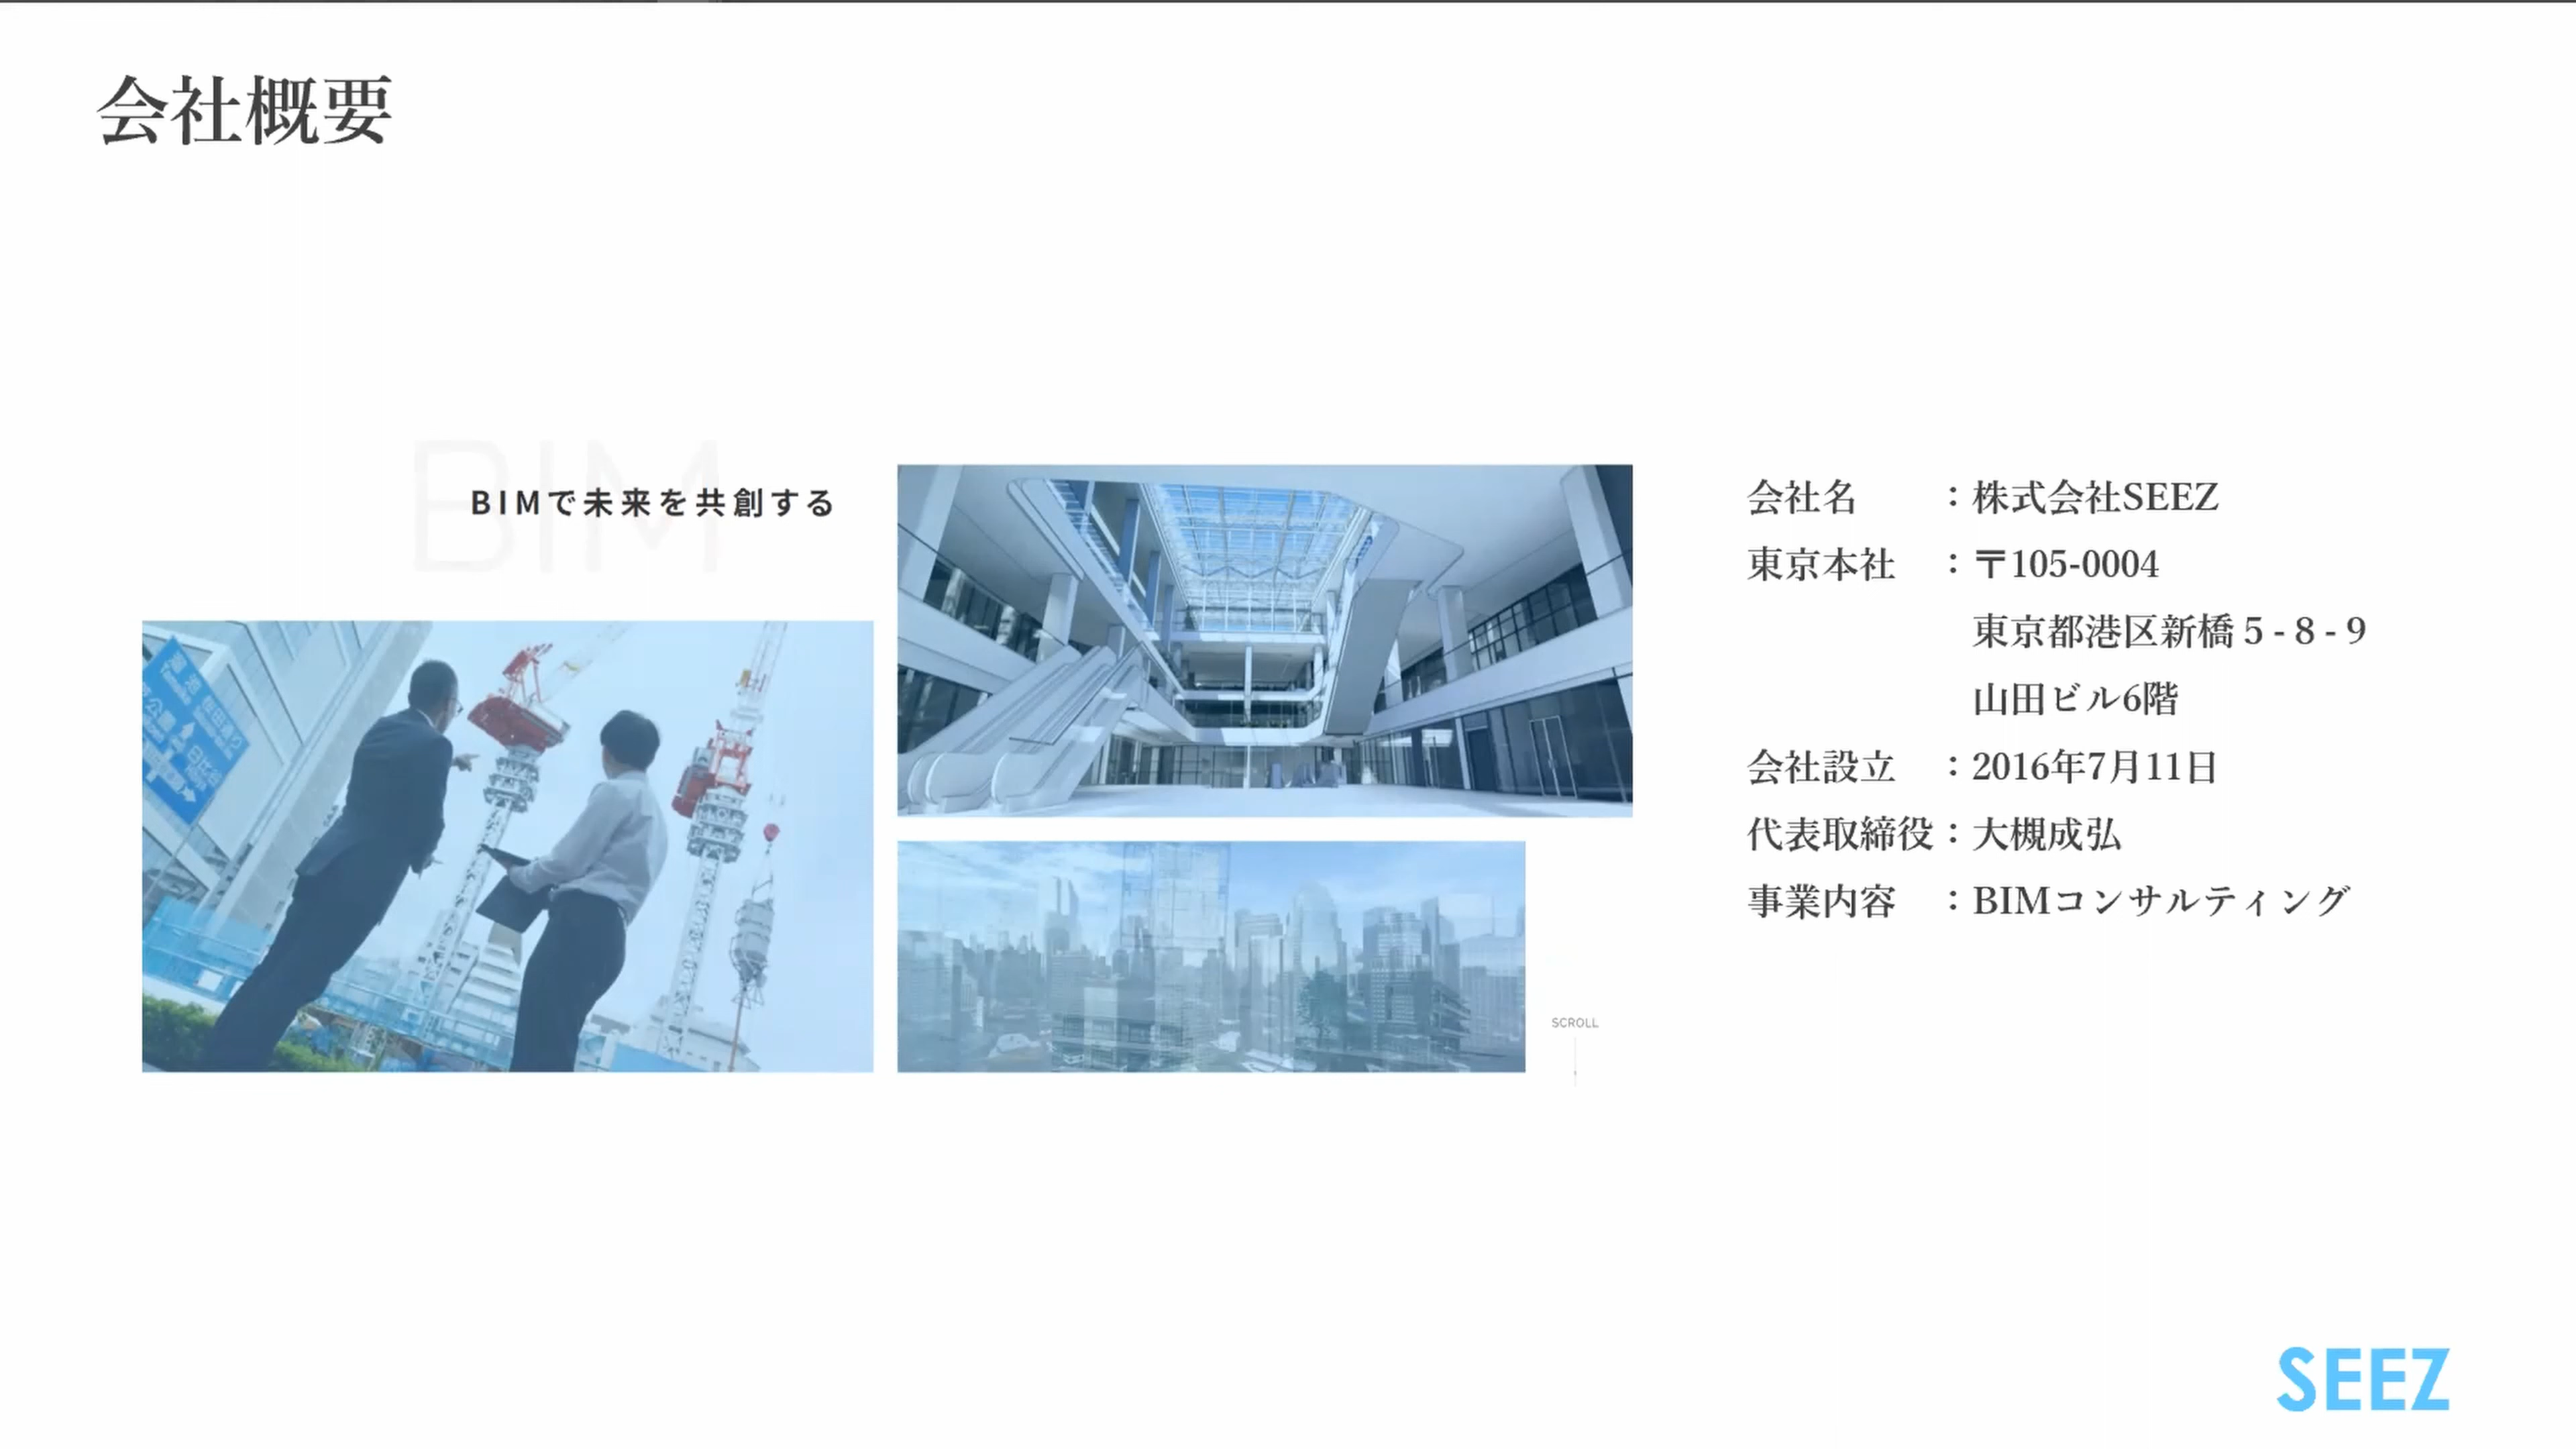 会社概要
BIM
BIMで未来を共創する
会社名　　：株式会社SEEZ
東京本社　：〒105-0004
東京都港区新橋５-８-９
山田ビル6階
会社設立　：2016年7月11日
代表取締役：大槻成弘
事業内容　：BIMコンサルティング
SCROLL
SEEZ